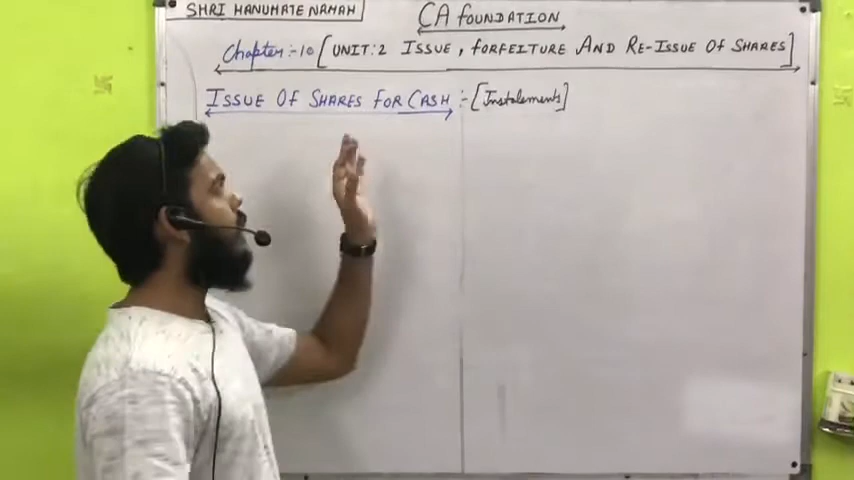 SHRI HANUMATE NAMAH
CA FOUNDATION
Chapter:-10 [UNIT:2 ISSUE, FORFEITURE AND RE-ISSUE OF SHARES]
ISSUE OF SHARES FOR CASH :- [Instalements]